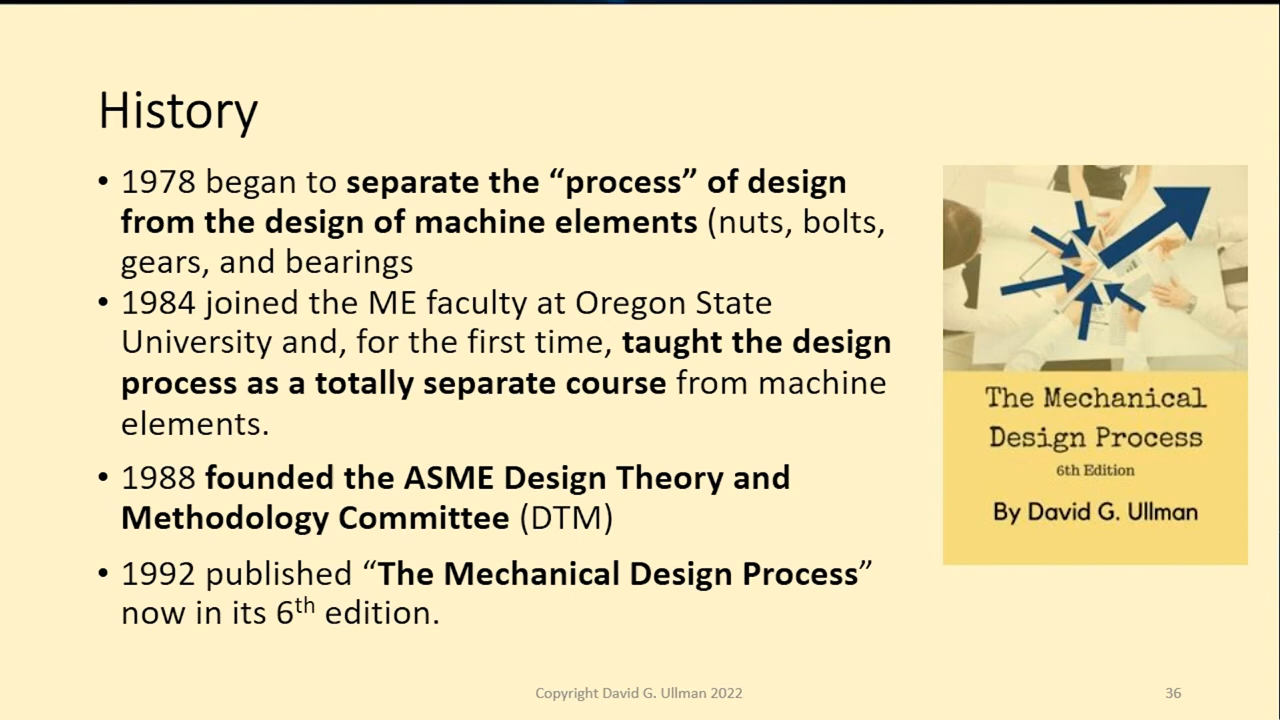 History
• 1978 began to separate the “process” of design
from the design of machine elements (nuts, bolts,
gears, and bearings
• 1984 joined the ME faculty at Oregon State
University and, for the first time, taught the design
process as a totally separate course from machine
elements.
• 1988 founded the ASME Design Theory and
Methodology Committee (DTM)
• 1992 published “The Mechanical Design Process”
now in its 6th edition.
The Mechanical
Design Process
6th Edition
By David G. Ullman
Copyright David G. Ullman 2022
36